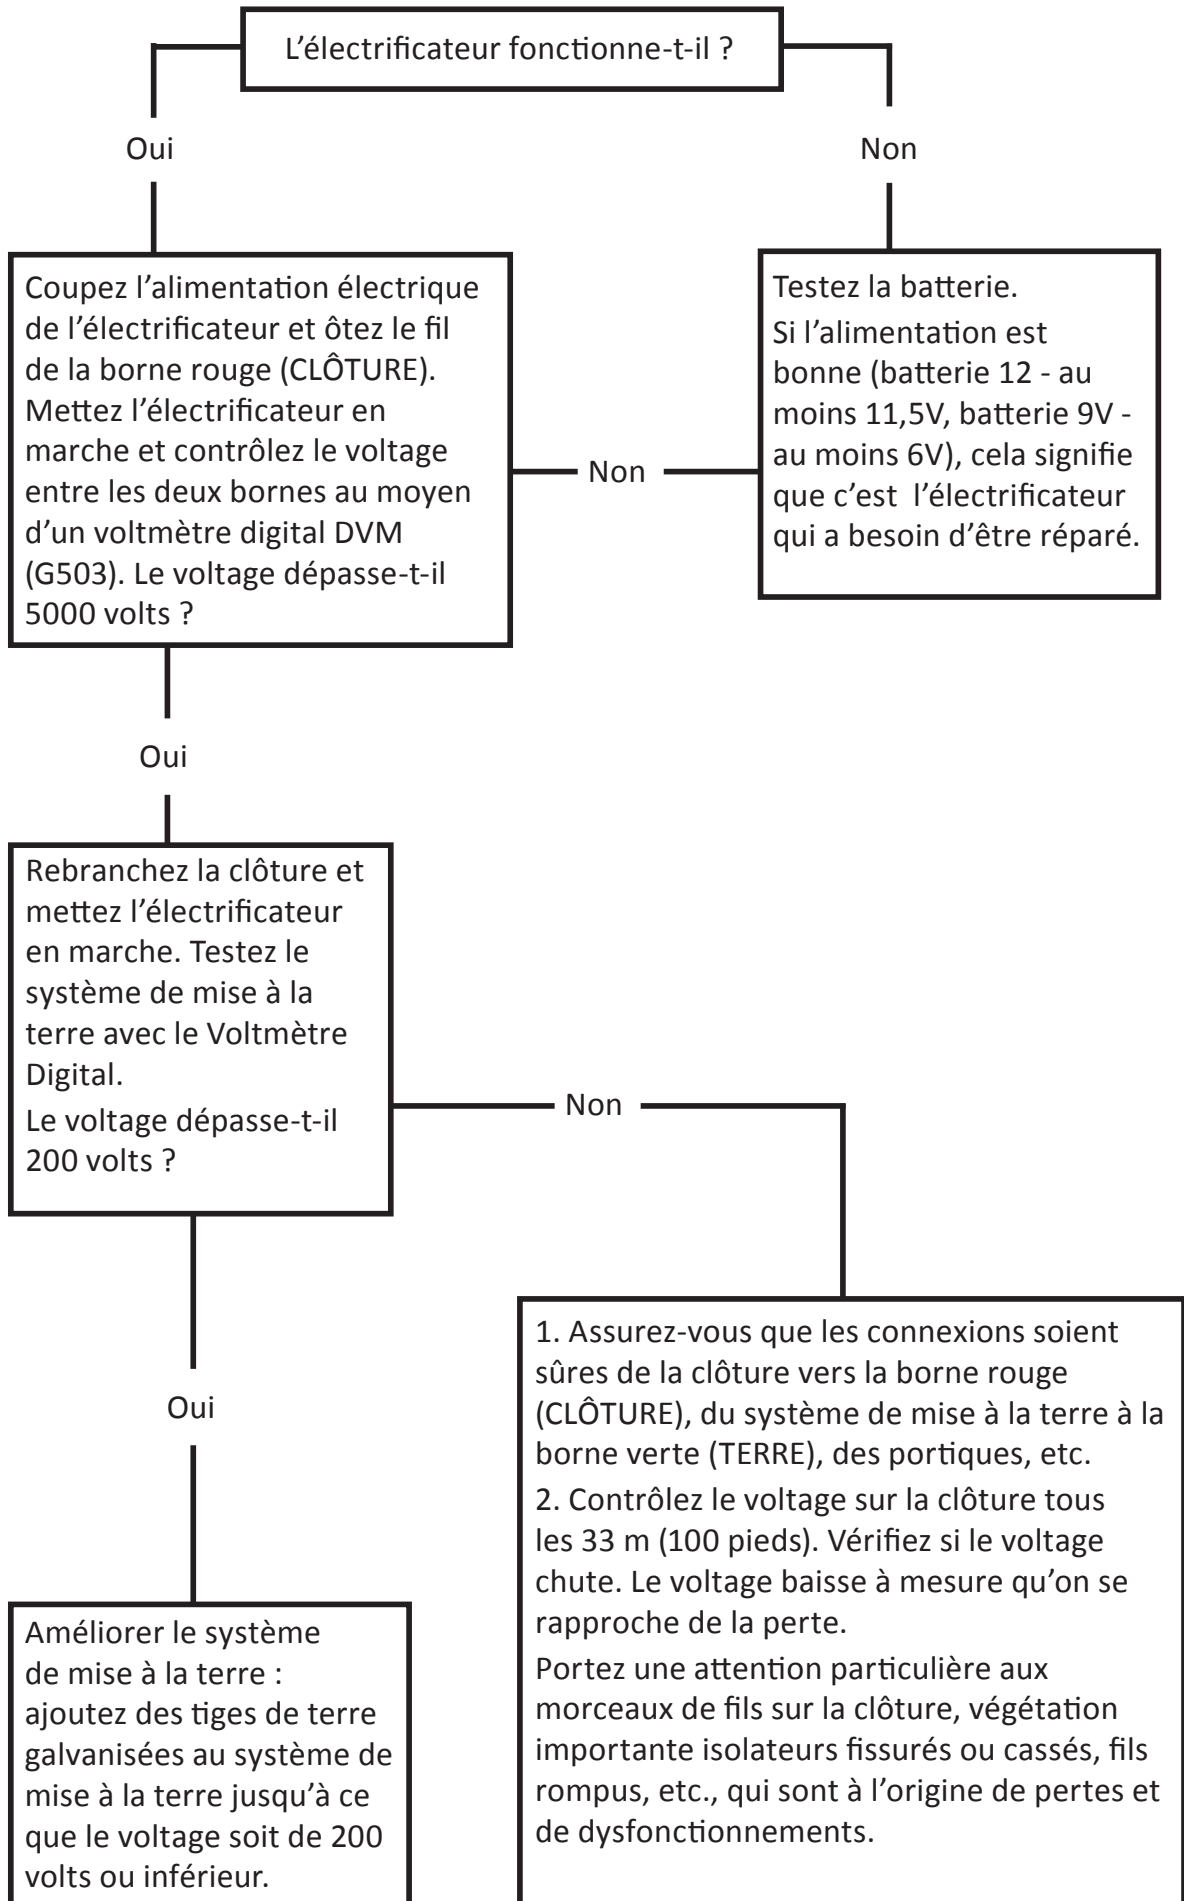 L'électrificateur fonctionne-t-il ?
Oui
Non
Coupez l'alimentation électrique
de l'électrificateur et ôtez le fil
de la borne rouge (CLÔTURE).
Mettez l'électrificateur en
marche et contrôlez le voltage
entre les deux bornes au moyen
d'un voltmètre digital DVM
(G503). Le voltage dépasse-t-il
5000 volts ?
Non
Testez la batterie.
Si l'alimentation est
bonne (batterie 12 - au
moins 11,5V, batterie 9V -
au moins 6V), cela signifie
que c'est l'électrificateur
qui a besoin d'être réparé.
Oui
Rebranchez la clôture et
mettez l'électrificateur
en marche. Testez le
système de mise à la
terre avec le Voltmètre
Digital.
Le voltage dépasse-t-il
200 volts ?
Non
Oui
1. Assurez-vous que les connexions soient
sûres de la clôture vers la borne rouge
(CLÔTURE), du système de mise à la terre à la
borne verte (TERRE), des portiques, etc.
2. Contrôlez le voltage sur la clôture tous
les 33 m (100 pieds). Vérifiez si le voltage
chute. Le voltage baisse à mesure qu'on se
rapproche de la perte.
Portez une attention particulière aux
morceaux de fils sur la clôture, végétation
importante isolateurs fissurés ou cassés, fils
rompus, etc., qui sont à l'origine de pertes et
de dysfonctionnements.
Améliorer le système
de mise à la terre :
ajoutez des tiges de terre
galvanisées au système de
mise à la terre jusqu'à ce
que le voltage soit de 200
volts ou inférieur.